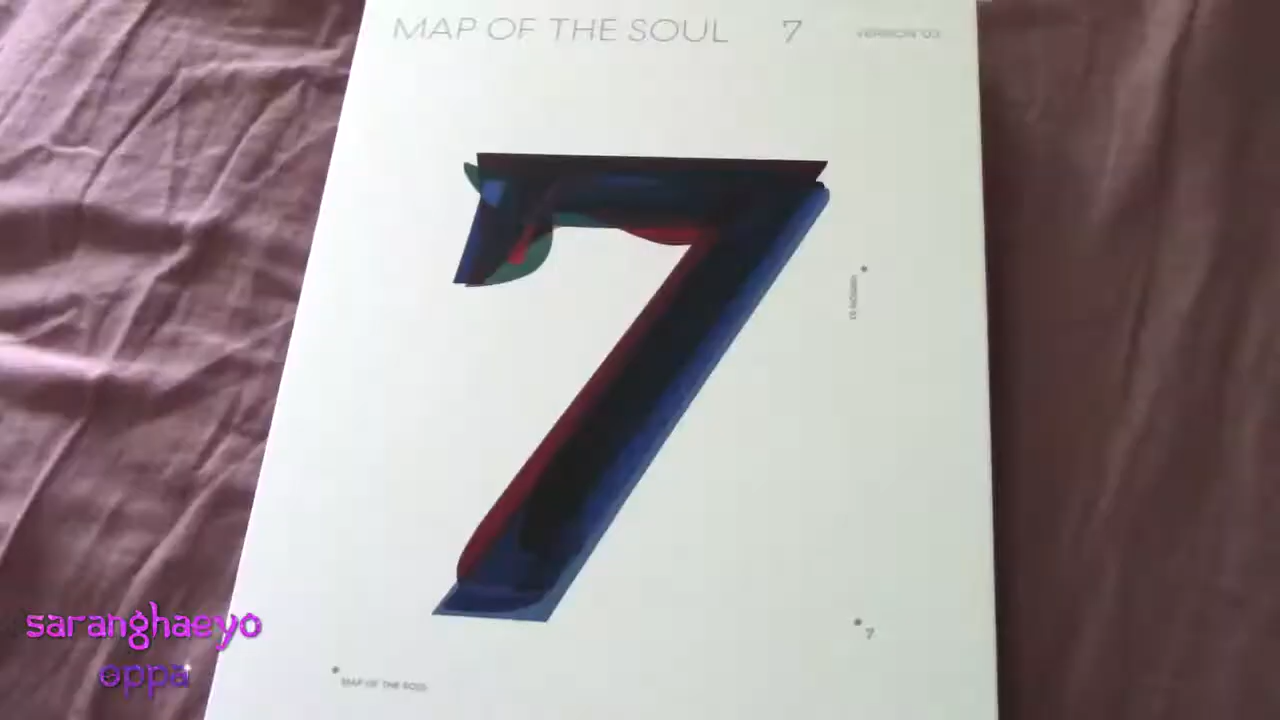 MAP OF THE SOUL 7 VERSION 03
7
7
MAP OF THE SOUL
saranghaeyo
oppa